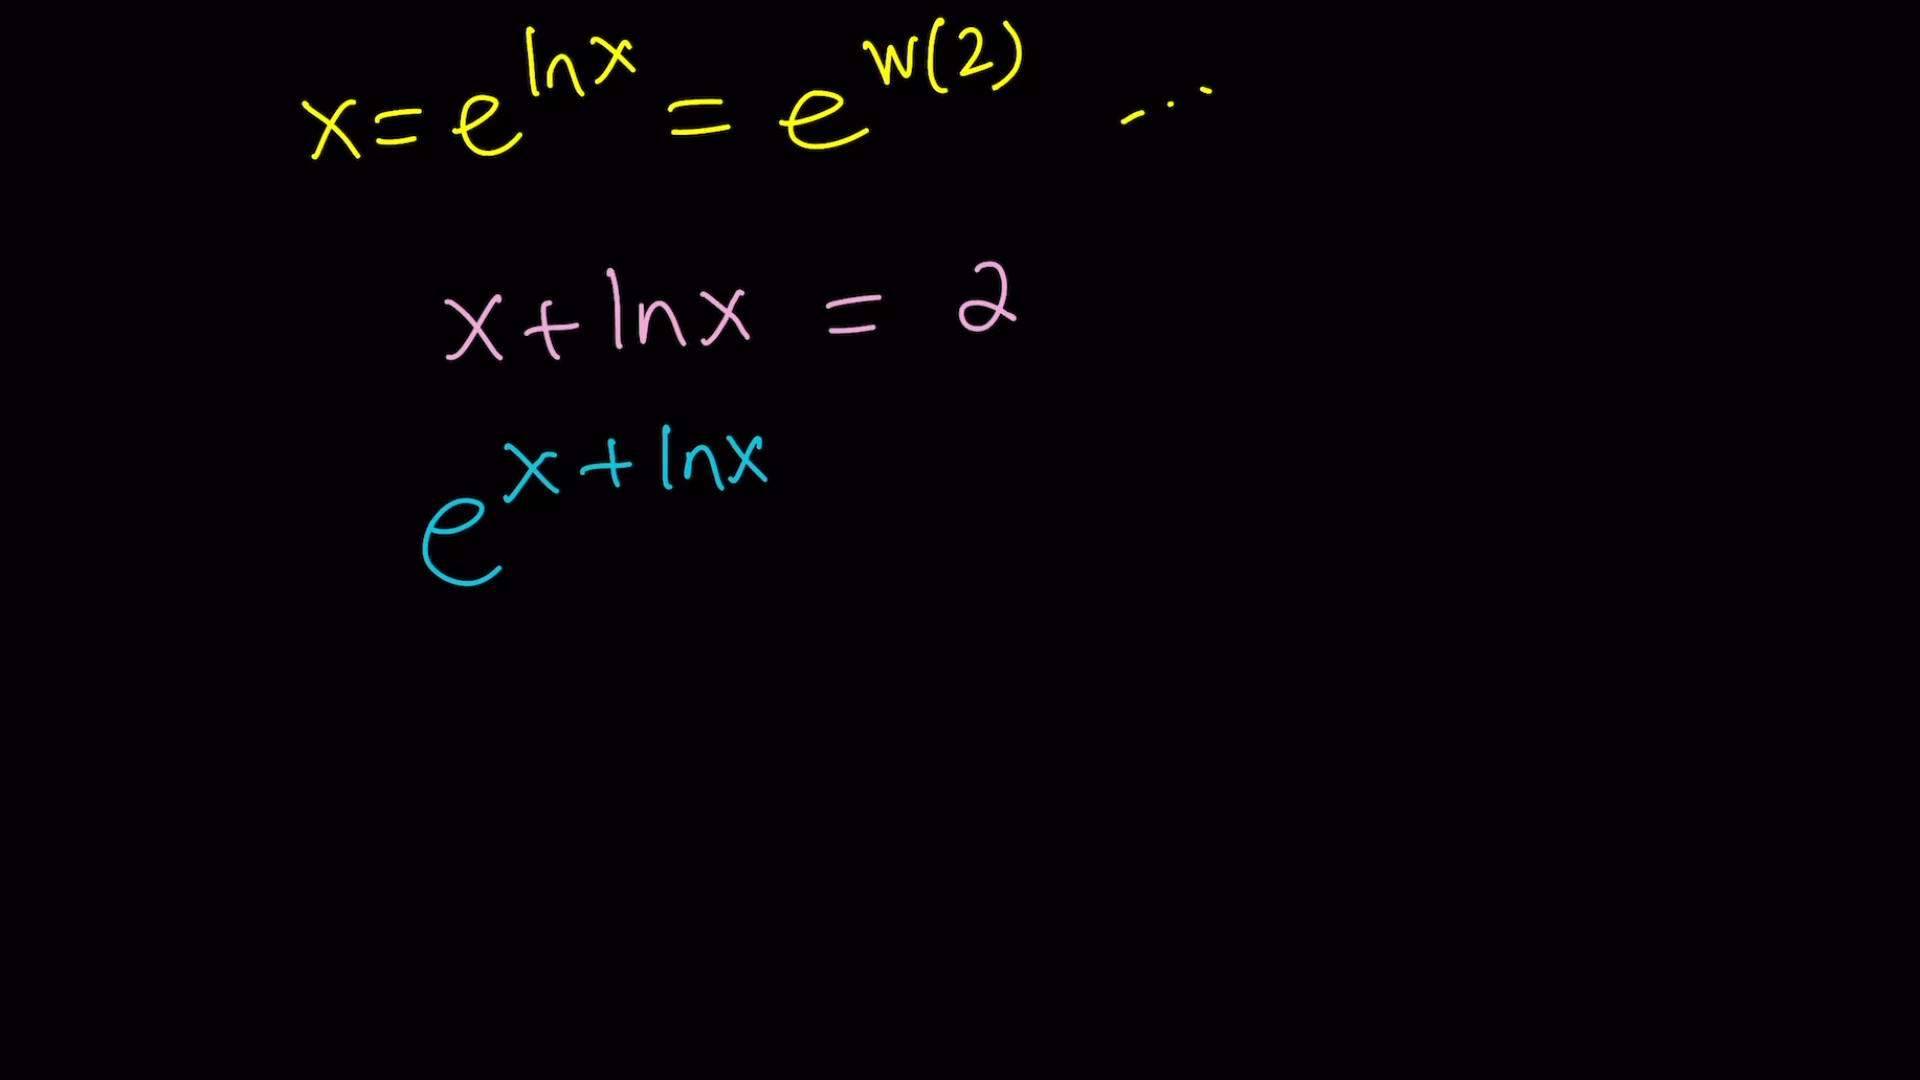 x = e^{ln x} = e^{W(2)} ...
x + ln x = 2
e^{x + ln x}